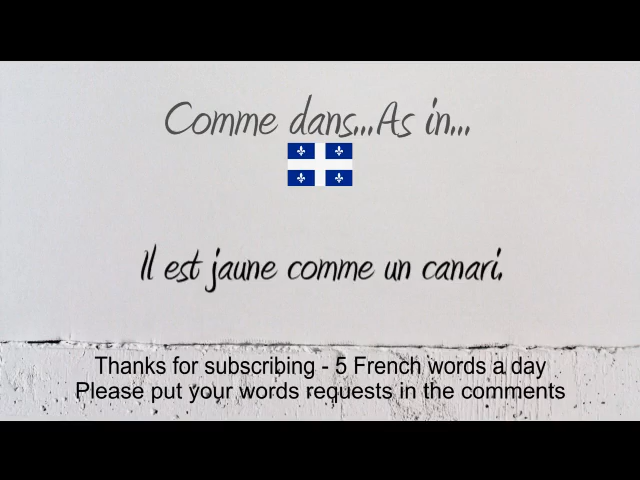 Comme dans...As in...
Il est jaune comme un canari.
Thanks for subscribing - 5 French words a day
Please put your words requests in the comments